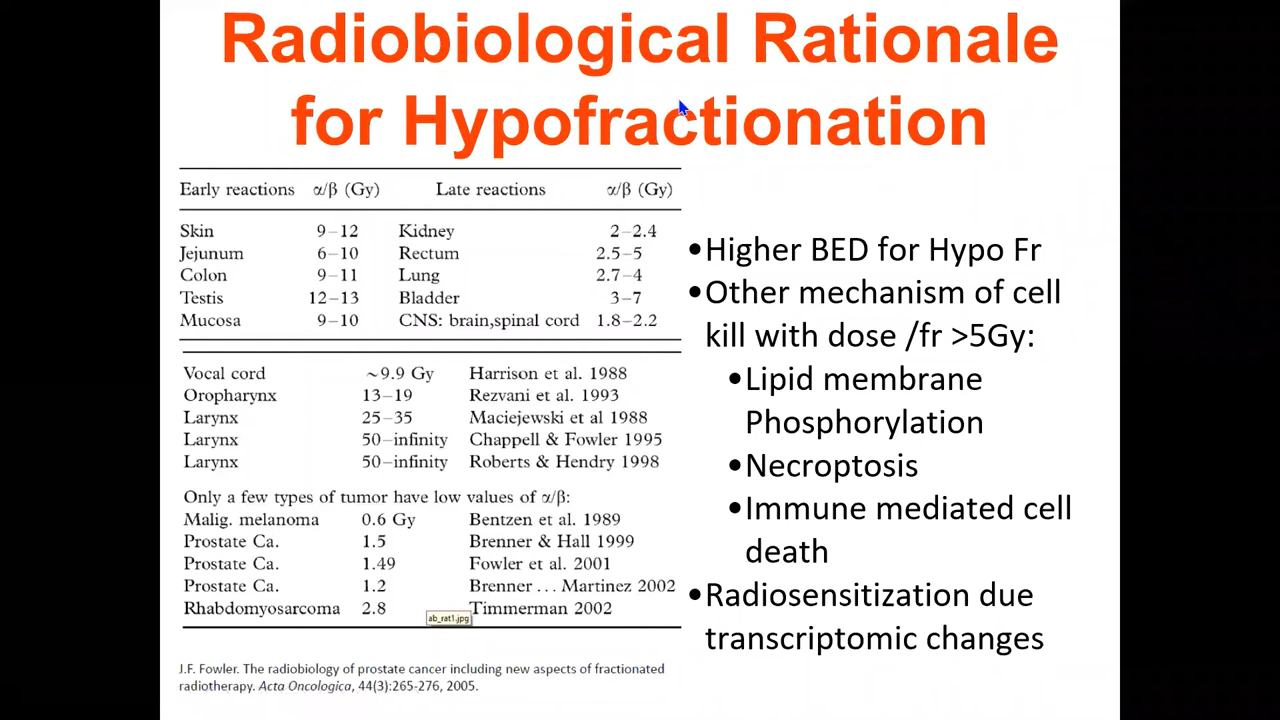 Radiobiological Rationale
for Hypofractionation
Early reactions α/β (Gy) Late reactions α/β (Gy)
Skin 9–12 Kidney 2–2.4
Jejunum 6–10 Rectum 2.5–5
Colon 9–11 Lung 2.7–4
Testis 12–13 Bladder 3–7
Mucosa 9–10 CNS: brain,spinal cord 1.8–2.2
Vocal cord ~9.9 Gy Harrison et al. 1988
Oropharynx 13–19 Rezvani et al. 1993
Larynx 25–35 Maciejewski et al 1988
Larynx 50–infinity Chappell & Fowler 1995
Larynx 50–infinity Roberts & Hendry 1998
Only a few types of tumor have low values of α/β:
Malig. melanoma 0.6 Gy Bentzen et al. 1989
Prostate Ca. 1.5 Brenner & Hall 1999
Prostate Ca. 1.49 Fowler et al. 2001
Prostate Ca. 1.2 Brenner ... Martinez 2002
Rhabdomyosarcoma 2.8 Timmerman 2002
ab_rat1.jpg
J.F. Fowler. The radiobiology of prostate cancer including new aspects of fractionated
radiotherapy. Acta Oncologica, 44(3):265-276, 2005.
•Higher BED for Hypo Fr
•Other mechanism of cell
kill with dose /fr >5Gy:
•Lipid membrane
Phosphorylation
•Necroptosis
•Immune mediated cell
death
•Radiosensitization due
transcriptomic changes